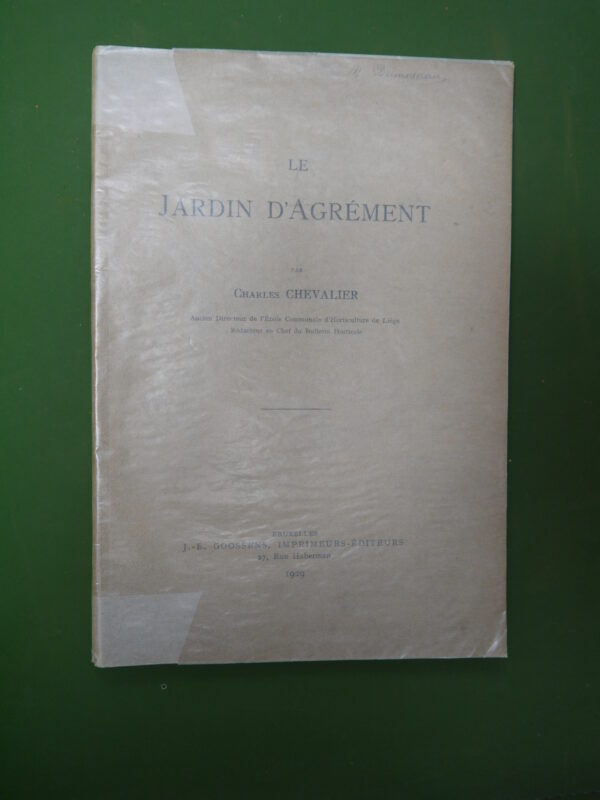 LE
JARDIN D'AGRÉMENT
PAR
CHARLES CHEVALIER
Ancien Directeur de l'École Communale d'Horticulture de Liège
Rédacteur en Chef du Bulletin Horticole
BRUXELLES
J.-E. GOOSSENS, IMPRIMEURS-ÉDITEURS
27, Rue Haberman
1929